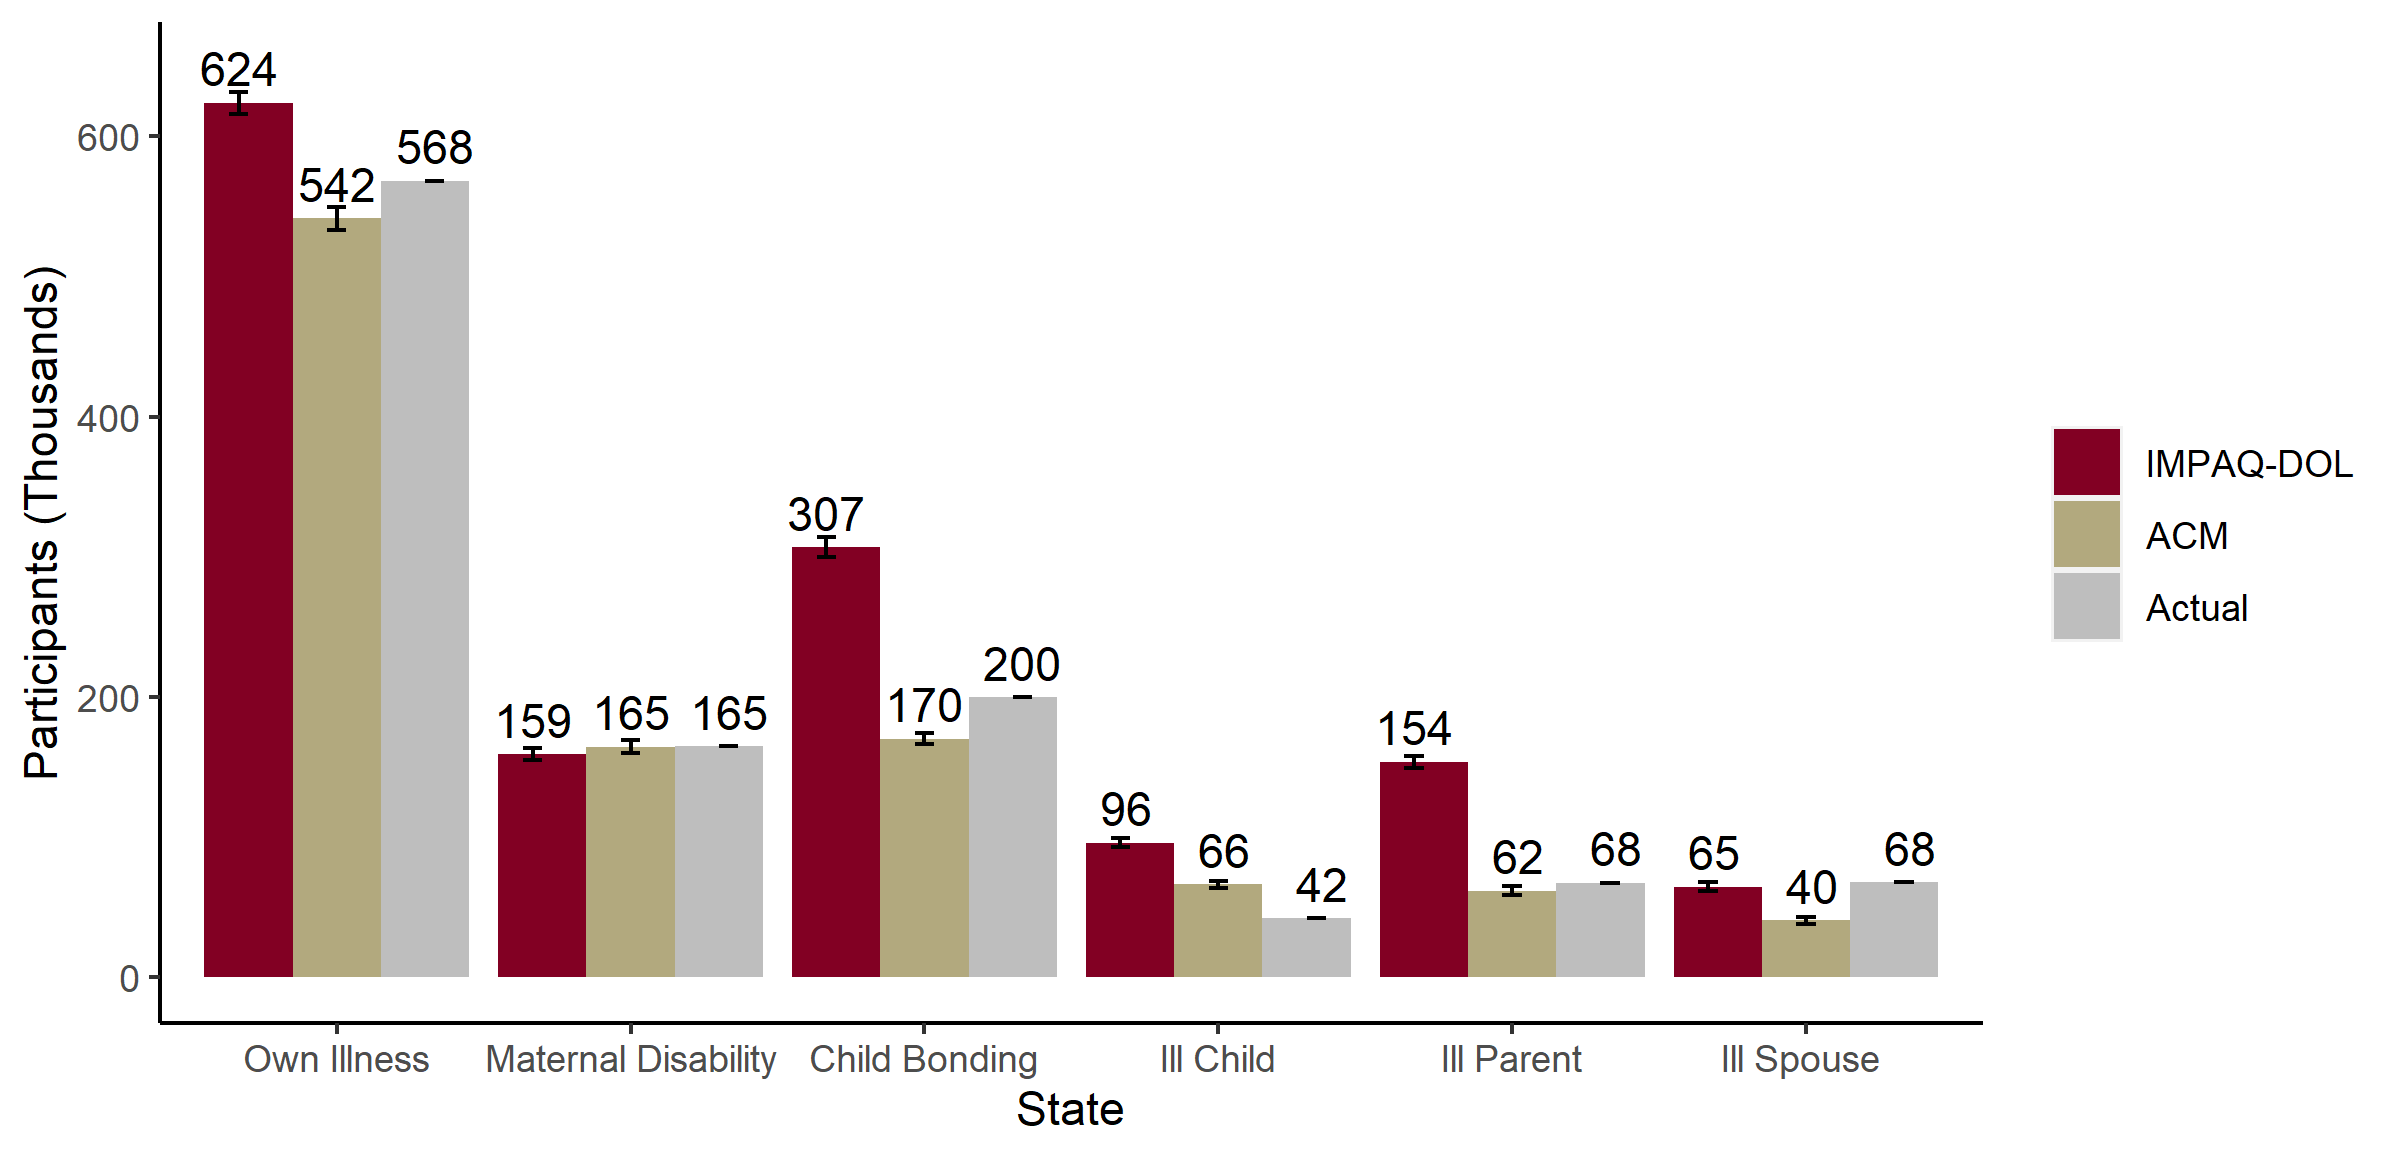 624
542
568
159
165
165
307
170
200
96
66
42
154
62
68
65
40
68
600
400
200
0
Participants (Thousands)
Own Illness
Maternal Disability
Child Bonding
Ill Child
Ill Parent
Ill Spouse
State
IMPAQ-DOL
ACM
Actual